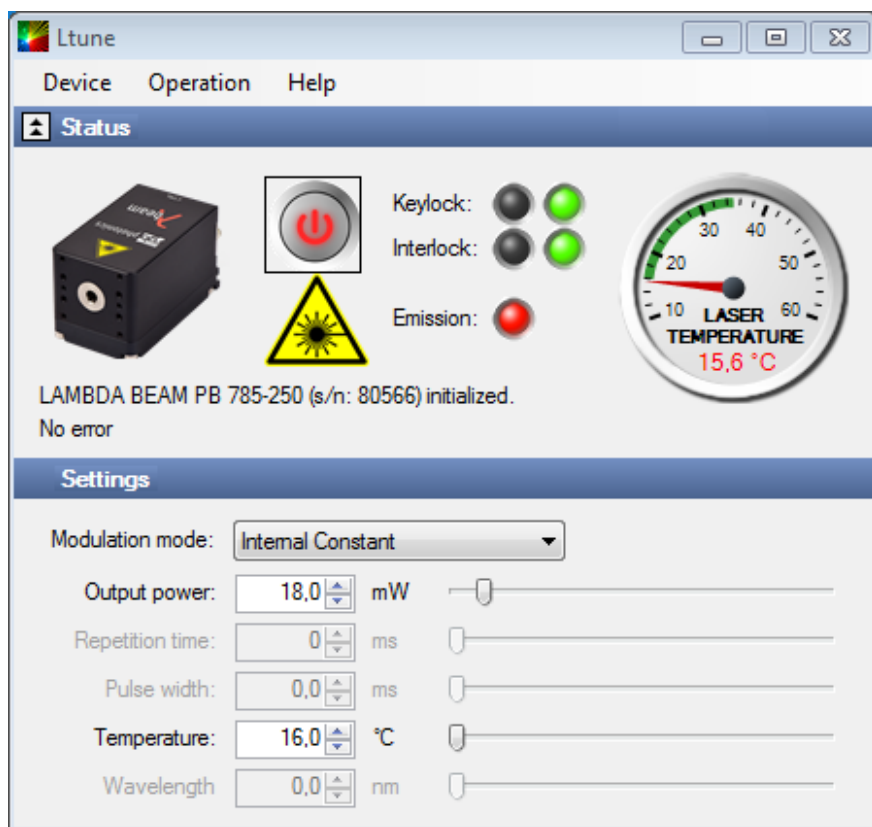 Ltune
Device Operation Help
Status
Keylock:
Interlock:
Emission:
beam
photonics
10 20 30 40 50 60
LASER
TEMPERATURE
15,6 °C
LAMBDA BEAM PB 785-250 (s/n: 80566) initialized.
No error
Settings
Modulation mode: Internal Constant
Output power: 18,0 mW
Repetition time: 0 ms
Pulse width: 0,0 ms
Temperature: 16,0 °C
Wavelength 0,0 nm